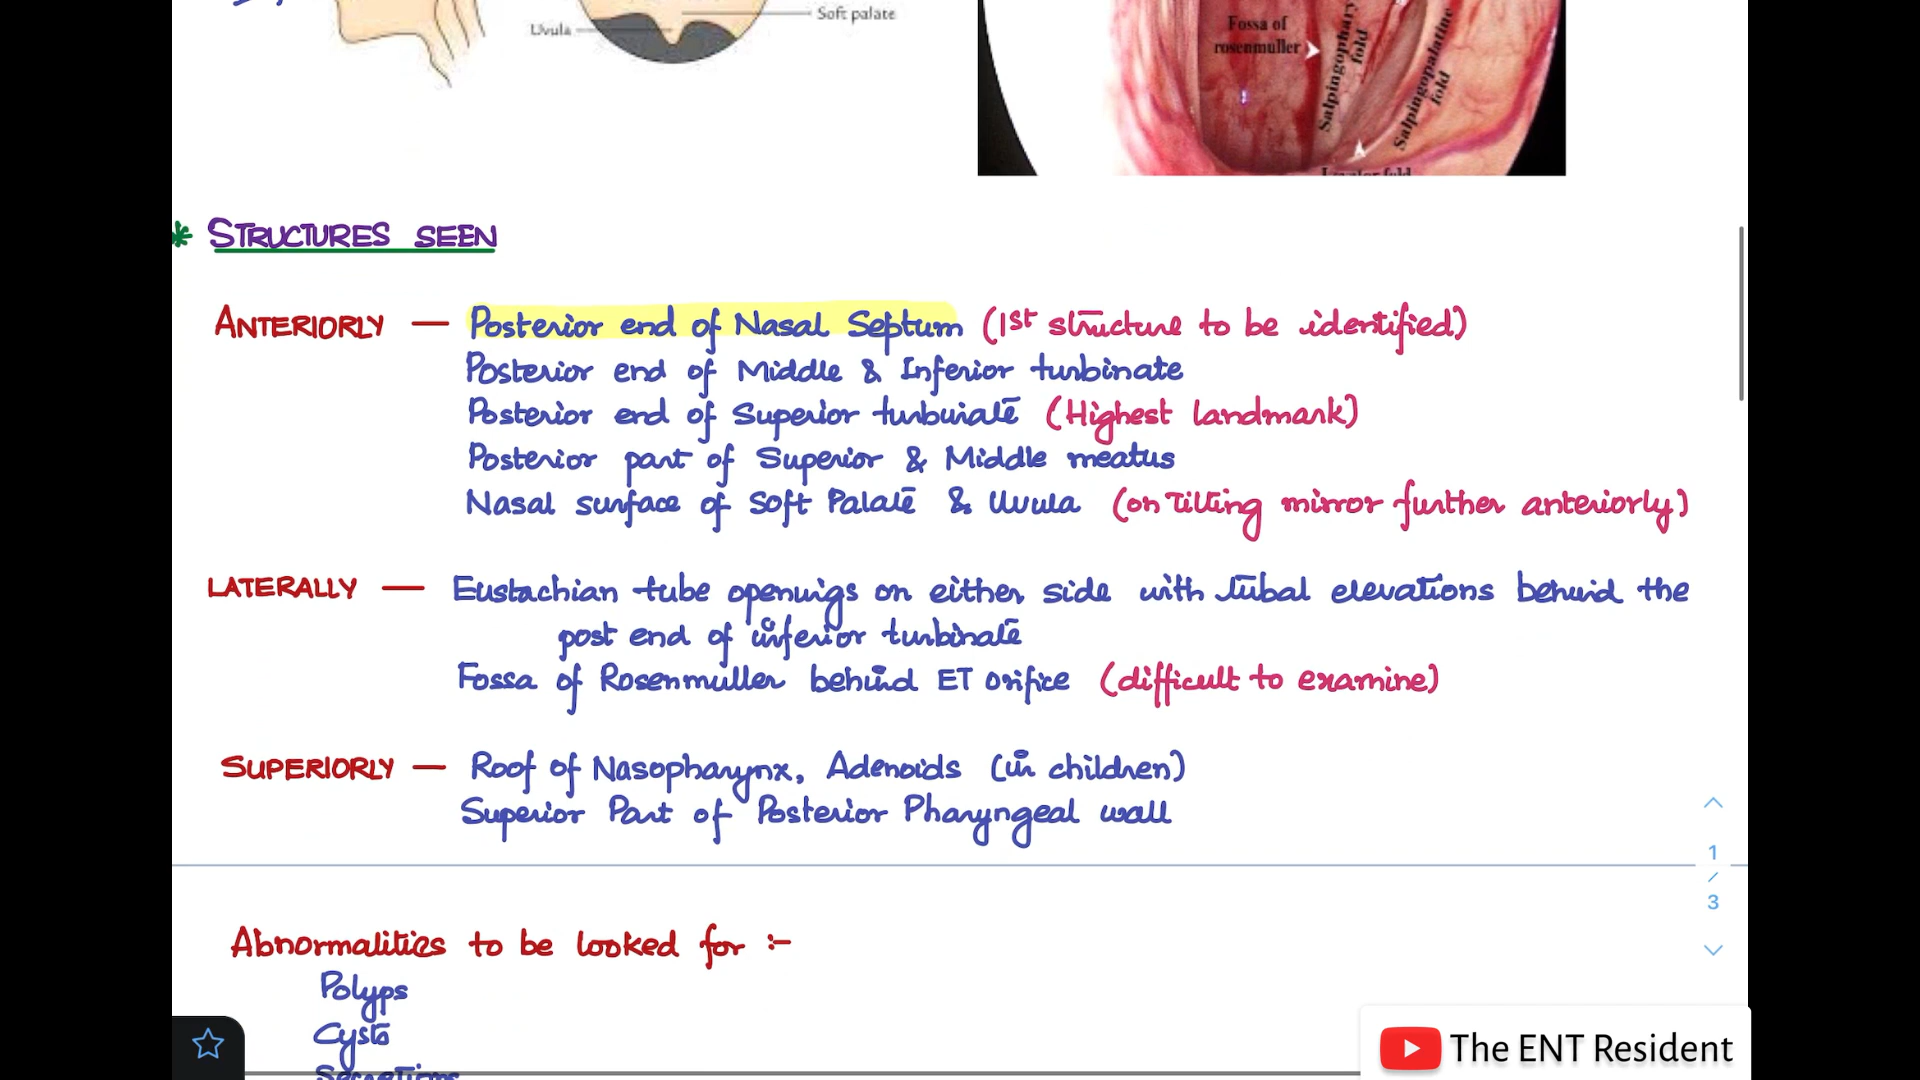 Soft palate
Uvula
Fossa of
rosenmuller
fold
Salpingopalatine
fold
* STRUCTURES SEEN
ANTERIORLY — Posterior end of Nasal Septum (1st structure to be identified)
Posterior end of Middle & Inferior turbinate
Posterior end of Superior turbinate (Highest landmark)
Posterior part of Superior & Middle meatus
Nasal surface of Soft Palate & Uvula (on tilting mirror further anteriorly)
LATERALLY — Eustachian tube openings on either side with tubal elevations behind the
post end of inferior turbinate
Fossa of Rosenmuller behind ET orifice (difficult to examine)
SUPERIORLY — Roof of Nasopharynx, Adenoids (in children)
Superior Part of Posterior Pharyngeal wall
1
/
3
Abnormalities to be looked for :-
Polyps
Cysts
Secretions
The ENT Resident